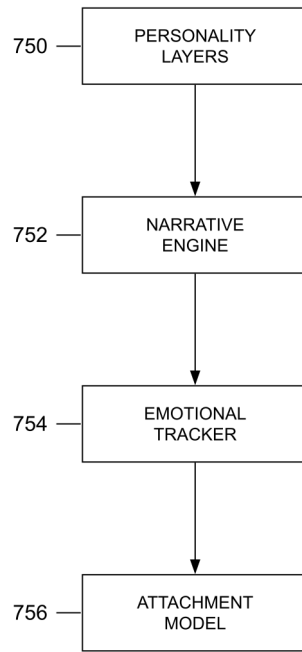 750
PERSONALITY
LAYERS
752
NARRATIVE
ENGINE
754
EMOTIONAL
TRACKER
756
ATTACHMENT
MODEL